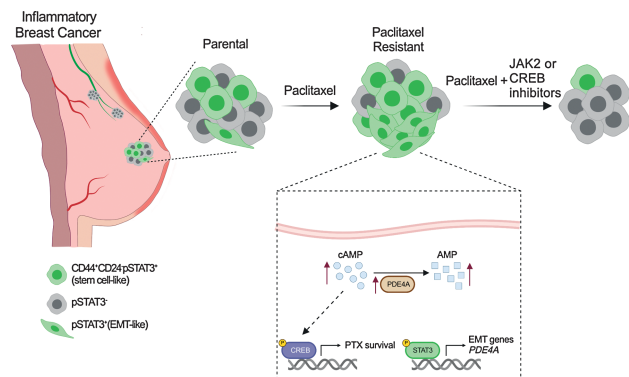 Inflammatory
Breast Cancer
Parental
Paclitaxel
Paclitaxel
Resistant
Paclitaxel +
JAK2 or
CREB
inhibitors
CD44⁺CD24⁻pSTAT3⁺
(stem cell-like)
pSTAT3⁻
pSTAT3⁺(EMT-like)
cAMP
PDE4A
AMP
P
CREB
PTX survival
P
STAT3
EMT genes
PDE4A